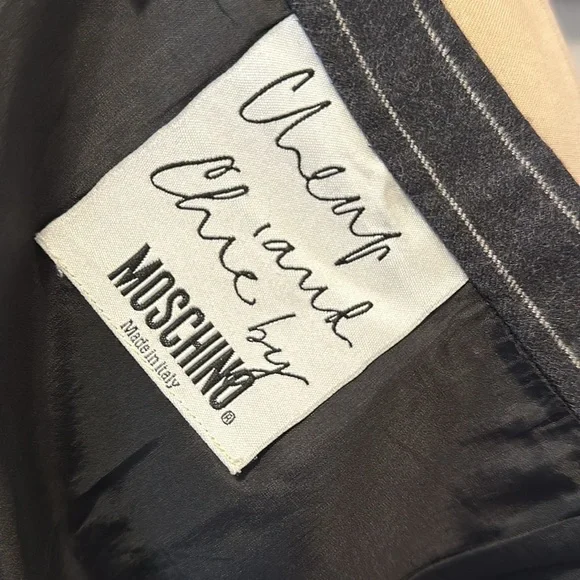 Cheap
and
Chic by
MOSCHINO®
Made in Italy